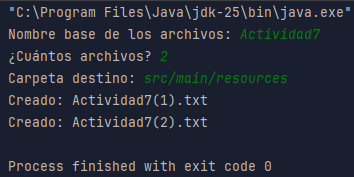 "C:\Program Files\Java\jdk-25\bin\java.exe"
Nombre base de los archivos: Actividad7
¿Cuántos archivos? 2
Carpeta destino: src/main/resources
Creado: Actividad7(1).txt
Creado: Actividad7(2).txt
Process finished with exit code 0